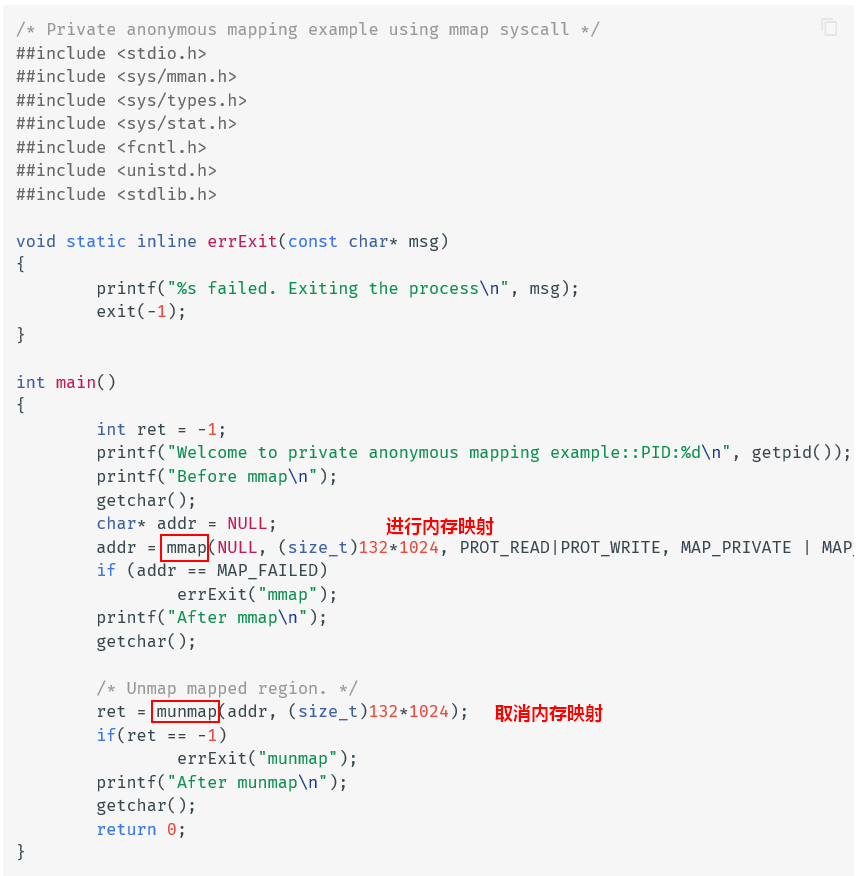 /* Private anonymous mapping example using mmap syscall */
##include <stdio.h>
##include <sys/mman.h>
##include <sys/types.h>
##include <sys/stat.h>
##include <fcntl.h>
##include <unistd.h>
##include <stdlib.h>
void static inline errExit(const char* msg)
{
printf("%s failed. Exiting the process\n", msg);
exit(-1);
}
int main()
{
int ret = -1;
printf("Welcome to private anonymous mapping example::PID:%d\n", getpid());
printf("Before mmap\n");
getchar();
char* addr = NULL;
进行内存映射
addr = mmap(NULL, (size_t)132*1024, PROT_READ|PROT_WRITE, MAP_PRIVATE | MAP_
if (addr == MAP_FAILED)
errExit("mmap");
printf("After mmap\n");
getchar();
/* Unmap mapped region. */
ret = munmap(addr, (size_t)132*1024); 取消内存映射
if(ret == -1)
errExit("munmap");
printf("After munmap\n");
getchar();
return 0;
}